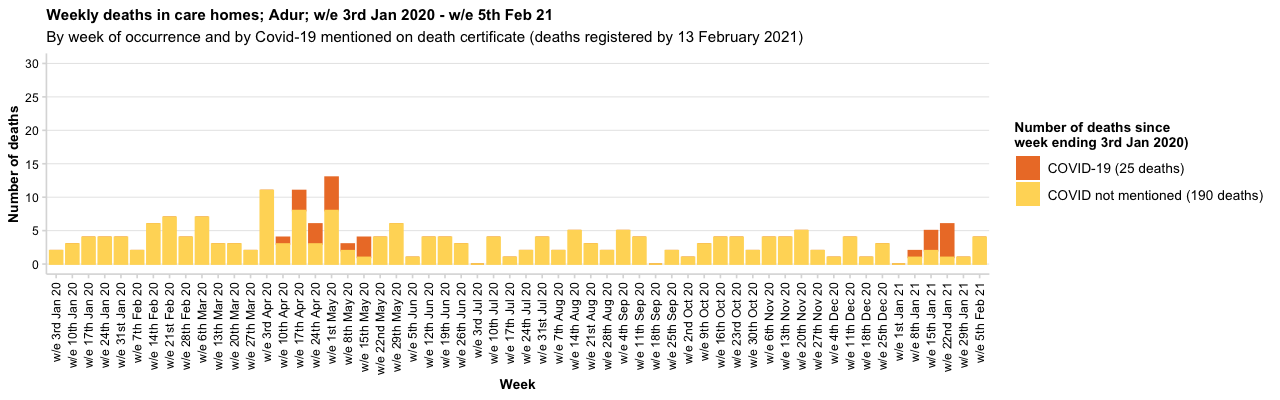 Weekly deaths in care homes; Adur; w/e 3rd Jan 2020 - w/e 5th Feb 21
By week of occurrence and by Covid-19 mentioned on death certificate (deaths registered by 13 February 2021)
Number of deaths
30
25
20
15
10
5
0
w/e 3rd Jan 20
w/e 10th Jan 20
w/e 17th Jan 20
w/e 24th Jan 20
w/e 31st Jan 20
w/e 7th Feb 20
w/e 14th Feb 20
w/e 21st Feb 20
w/e 28th Feb 20
w/e 6th Mar 20
w/e 13th Mar 20
w/e 20th Mar 20
w/e 27th Mar 20
w/e 3rd Apr 20
w/e 10th Apr 20
w/e 17th Apr 20
w/e 24th Apr 20
w/e 1st May 20
w/e 8th May 20
w/e 15th May 20
w/e 22nd May 20
w/e 29th May 20
w/e 5th Jun 20
w/e 12th Jun 20
w/e 19th Jun 20
w/e 26th Jun 20
w/e 3rd Jul 20
w/e 10th Jul 20
w/e 17th Jul 20
w/e 24th Jul 20
w/e 31st Jul 20
w/e 7th Aug 20
w/e 14th Aug 20
w/e 21st Aug 20
w/e 28th Aug 20
w/e 4th Sep 20
w/e 11th Sep 20
w/e 18th Sep 20
w/e 25th Sep 20
w/e 2nd Oct 20
w/e 9th Oct 20
w/e 16th Oct 20
w/e 23rd Oct 20
w/e 30th Oct 20
w/e 6th Nov 20
w/e 13th Nov 20
w/e 20th Nov 20
w/e 27th Nov 20
w/e 4th Dec 20
w/e 11th Dec 20
w/e 18th Dec 20
w/e 25th Dec 20
w/e 1st Jan 21
w/e 8th Jan 21
w/e 15th Jan 21
w/e 22nd Jan 21
w/e 29th Jan 21
w/e 5th Feb 21
Week
Number of deaths since
week ending 3rd Jan 2020)
COVID-19 (25 deaths)
COVID not mentioned (190 deaths)